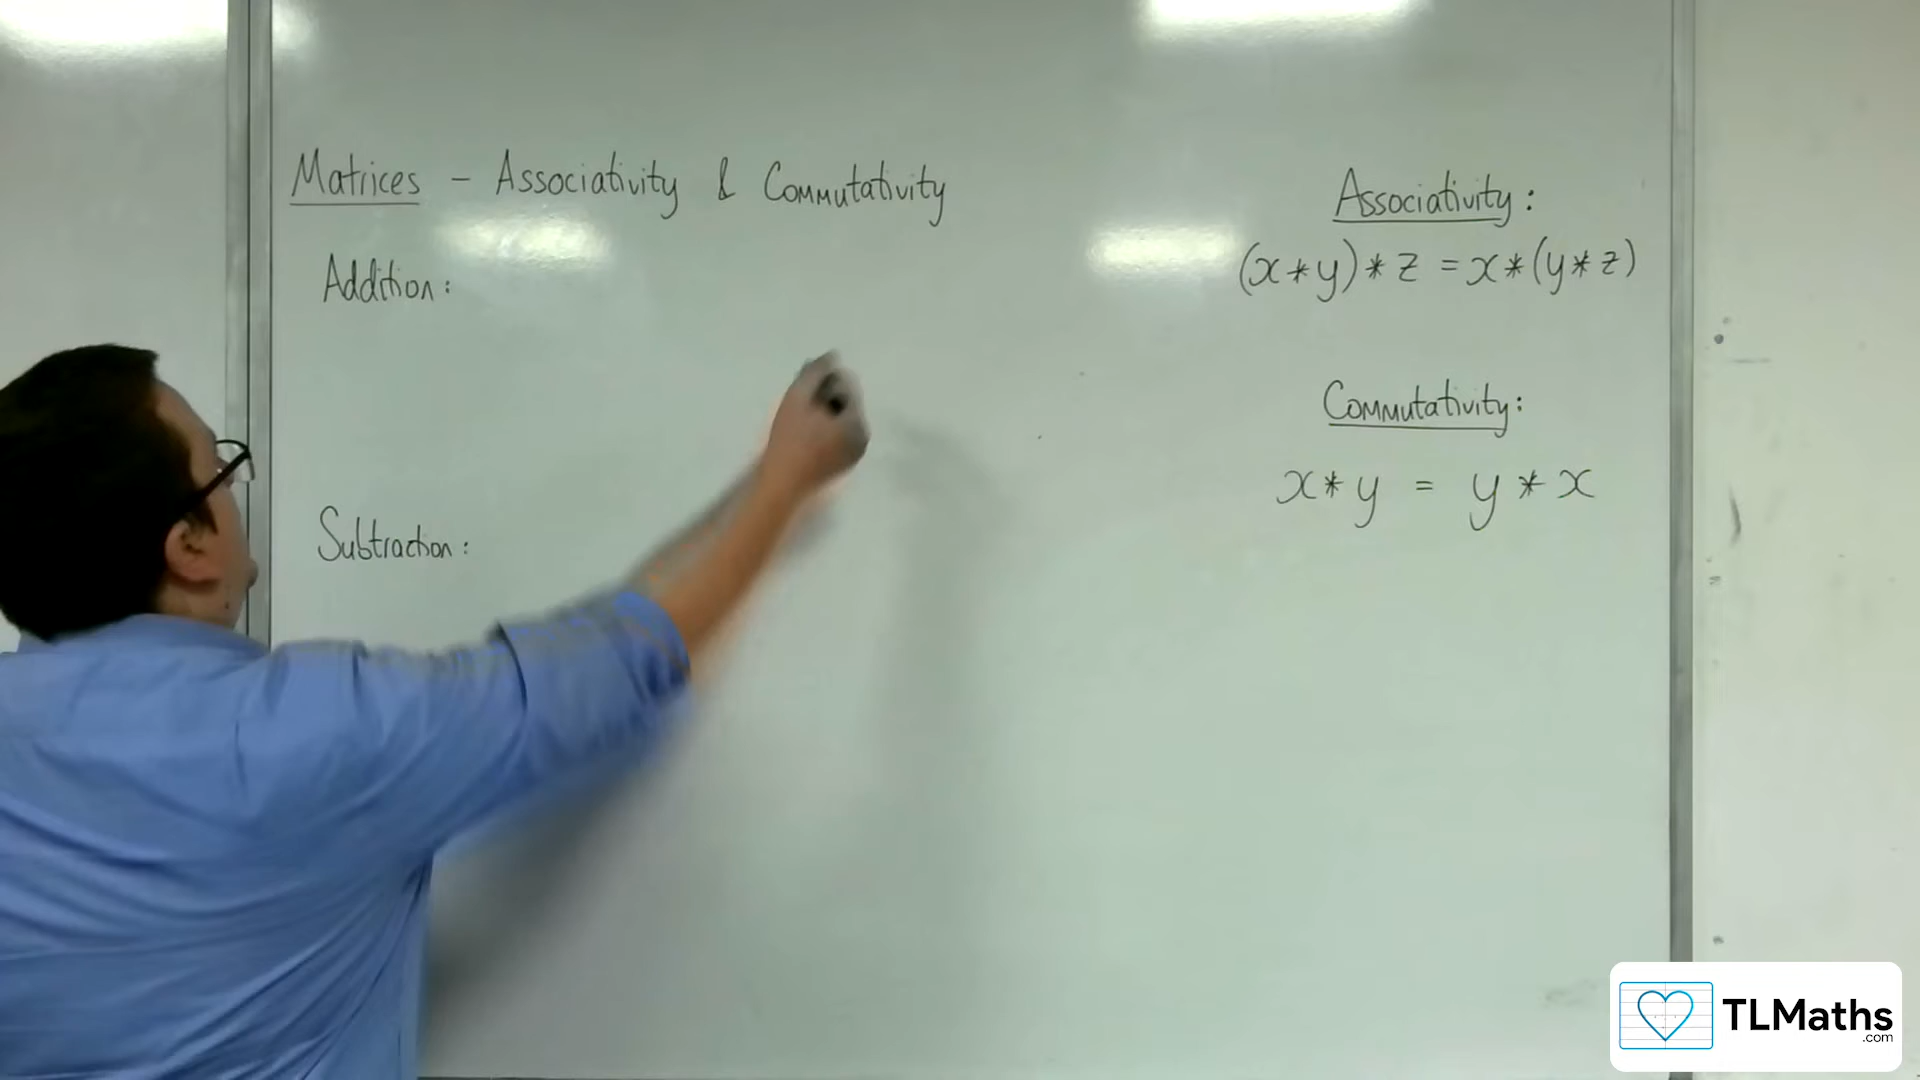 Matrices - Associativity & Commutativity
Addition:
Subtraction:
Associativity:
(x*y)*z = x*(y*z)
Commutativity:
x*y = y*x
TLMaths
.com